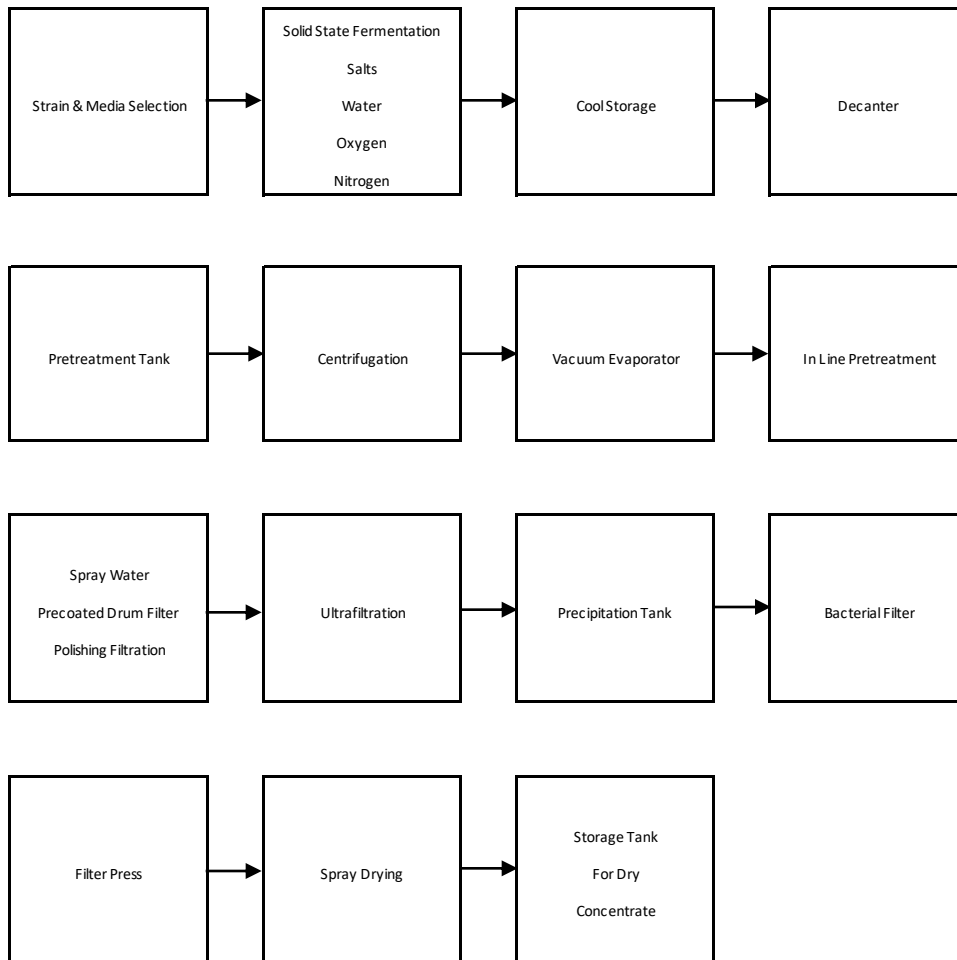 Strain & Media Selection
Solid State Fermentation
Salts
Water
Oxygen
Nitrogen
Cool Storage
Decanter
Pretreatment Tank
Centrifugation
Vacuum Evaporator
In Line Pretreatment
Spray Water
Precoated Drum Filter
Polishing Filtration
Ultrafiltration
Precipitation Tank
Bacterial Filter
Filter Press
Spray Drying
Storage Tank
For Dry
Concentrate